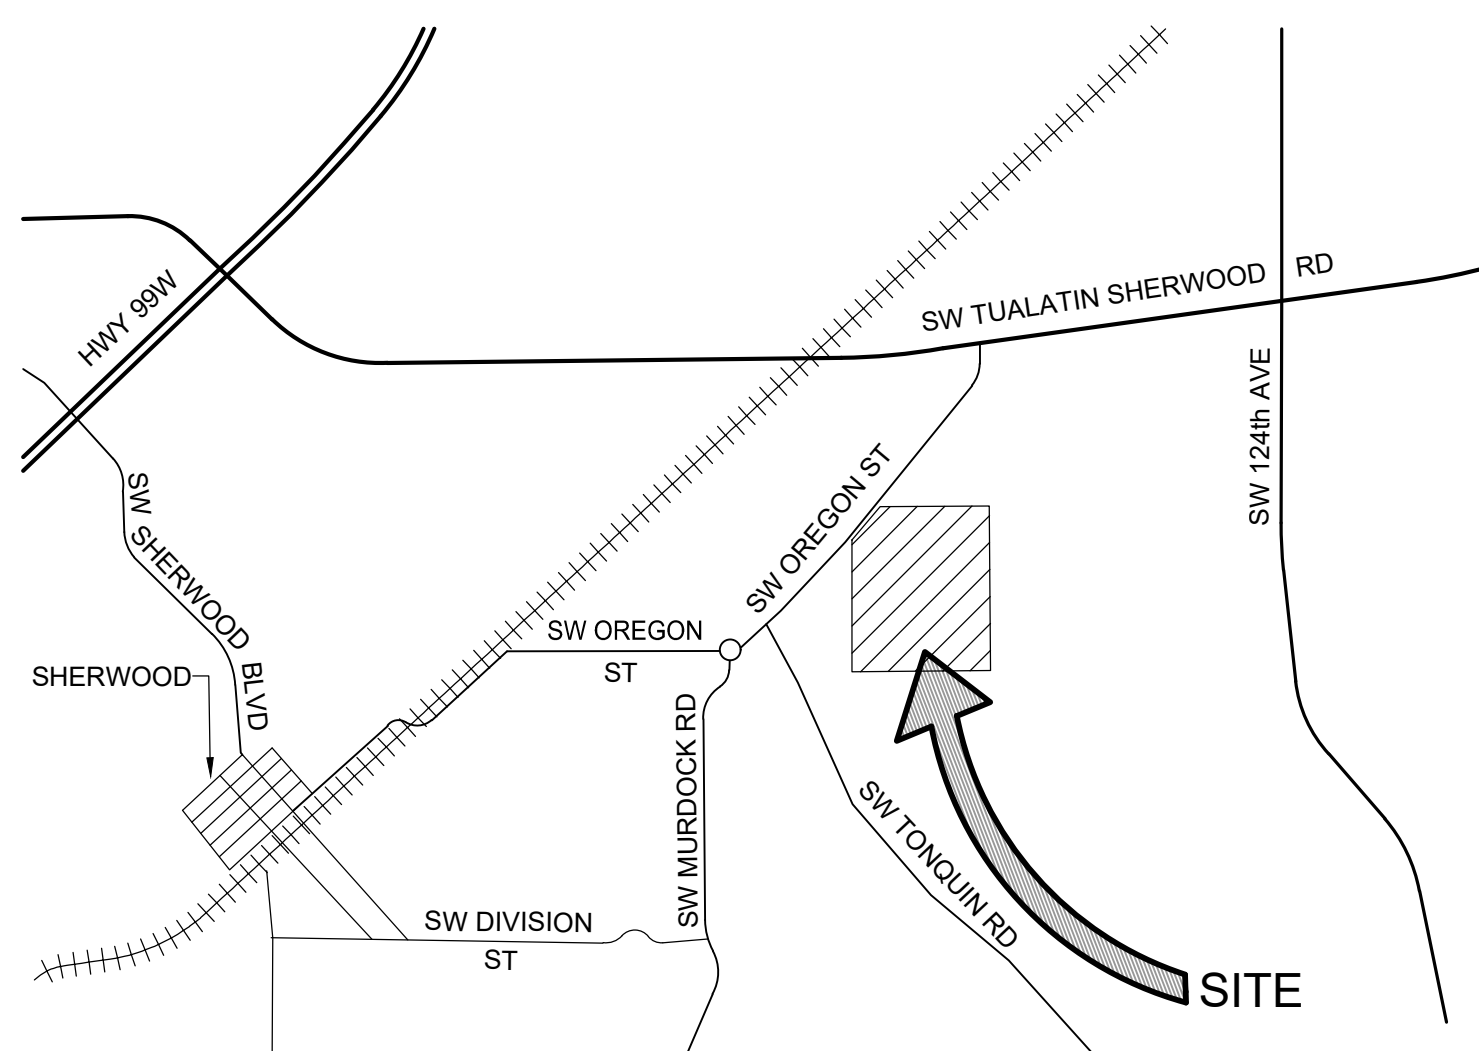 HWY 99W
SW TUALATIN SHERWOOD RD
SW 124th AVE
SW OREGON ST
SW SHERWOOD BLVD
SW OREGON
ST
SHERWOOD
SW MURDOCK RD
SW TONQUIN RD
SW DIVISION
ST
SITE